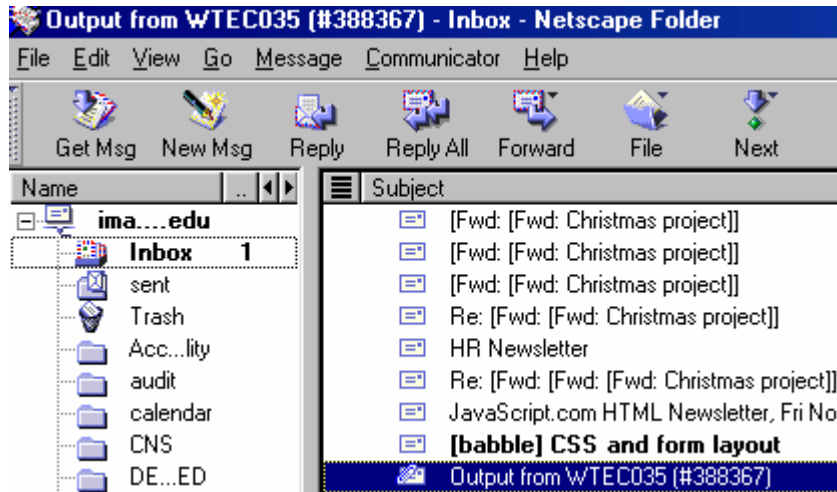 Output from WTEC035 (#388367) - Inbox - Netscape Folder
File Edit View Go Message Communicator Help
Get Msg New Msg Reply Reply All Forward File Next
Name .. Subject
ima....edu
Inbox 1
sent
Trash
Acc...lity
audit
calendar
CNS
DE...ED
[Fwd: [Fwd: Christmas project]]
[Fwd: [Fwd: Christmas project]]
[Fwd: [Fwd: Christmas project]]
Re: [Fwd: [Fwd: Christmas project]]
HR Newsletter
Re: [Fwd: [Fwd: [Fwd: Christmas project]]
JavaScript.com HTML Newsletter, Fri No
[babble] CSS and form layout
Output from WTEC035 (#388367)